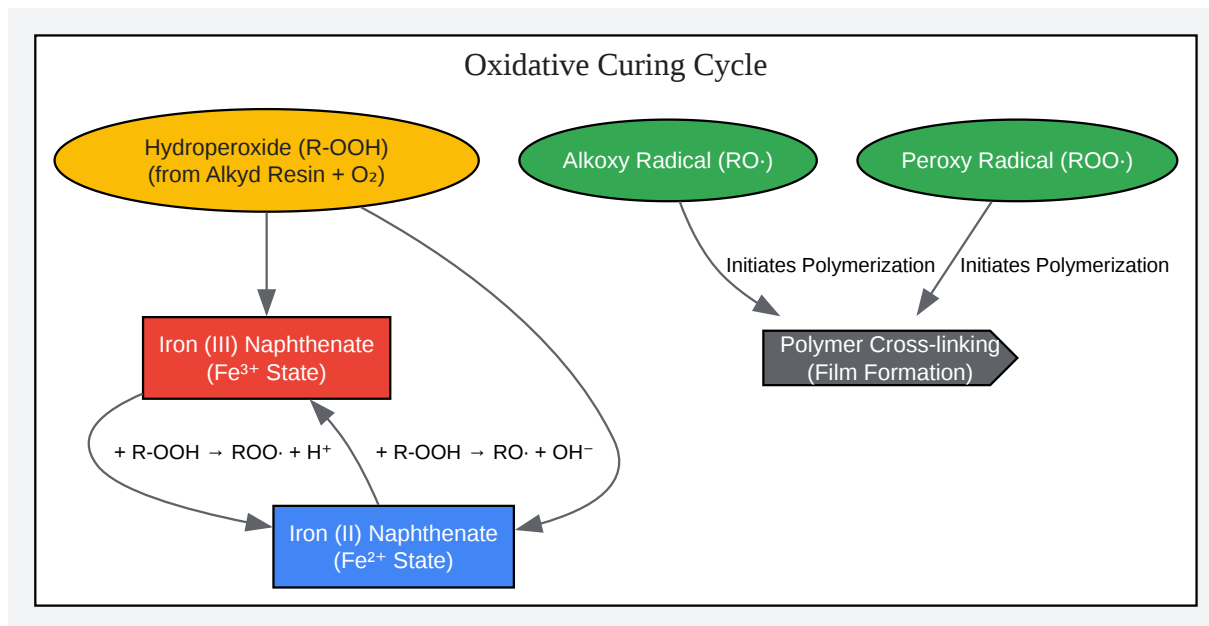 Oxidative Curing Cycle
Hydroperoxide (R-OOH)
(from Alkyd Resin + O₂)
Alkoxy Radical (RO·)
Peroxy Radical (ROO·)
Initiates Polymerization
Initiates Polymerization
Iron (III) Naphthenate
(Fe³⁺ State)
Polymer Cross-linking
(Film Formation)
+ R-OOH → ROO· + H⁺
+ R-OOH → RO· + OH⁻
Iron (II) Naphthenate
(Fe²⁺ State)